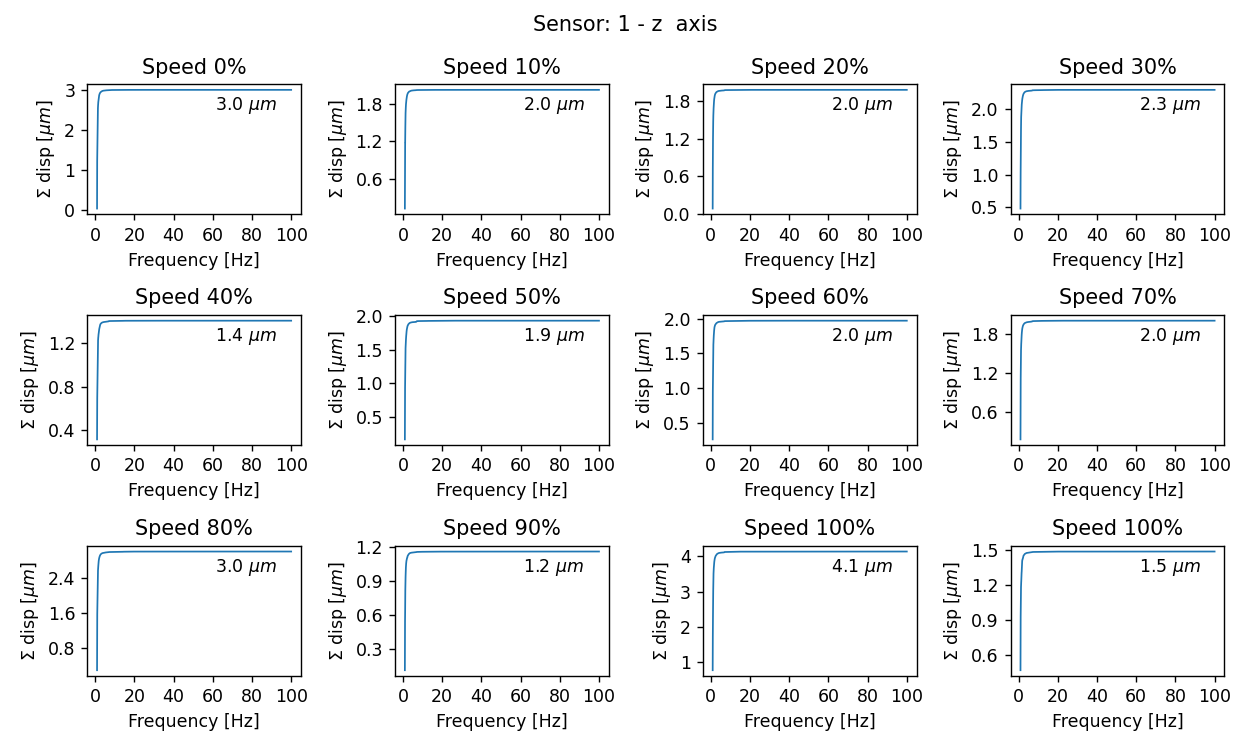 Sensor: 1 - z  axis
Speed 0%
Speed 10%
Speed 20%
Speed 30%
Σ disp [μm]
3
2
1
0
3.0 μm
0 20 40 60 80 100
Frequency [Hz]
Σ disp [μm]
1.8
1.2
0.6
2.0 μm
0 20 40 60 80 100
Frequency [Hz]
Σ disp [μm]
1.8
1.2
0.6
0.0
2.0 μm
0 20 40 60 80 100
Frequency [Hz]
Σ disp [μm]
2.0
1.5
1.0
0.5
2.3 μm
0 20 40 60 80 100
Frequency [Hz]
Speed 40%
Speed 50%
Speed 60%
Speed 70%
Σ disp [μm]
1.2
0.8
0.4
1.4 μm
0 20 40 60 80 100
Frequency [Hz]
Σ disp [μm]
2.0
1.5
1.0
0.5
1.9 μm
0 20 40 60 80 100
Frequency [Hz]
Σ disp [μm]
2.0
1.5
1.0
0.5
2.0 μm
0 20 40 60 80 100
Frequency [Hz]
Σ disp [μm]
1.8
1.2
0.6
2.0 μm
0 20 40 60 80 100
Frequency [Hz]
Speed 80%
Speed 90%
Speed 100%
Speed 100%
Σ disp [μm]
2.4
1.6
0.8
3.0 μm
0 20 40 60 80 100
Frequency [Hz]
Σ disp [μm]
1.2
0.9
0.6
0.3
1.2 μm
0 20 40 60 80 100
Frequency [Hz]
Σ disp [μm]
4
3
2
1
4.1 μm
0 20 40 60 80 100
Frequency [Hz]
Σ disp [μm]
1.5
1.2
0.9
0.6
1.5 μm
0 20 40 60 80 100
Frequency [Hz]